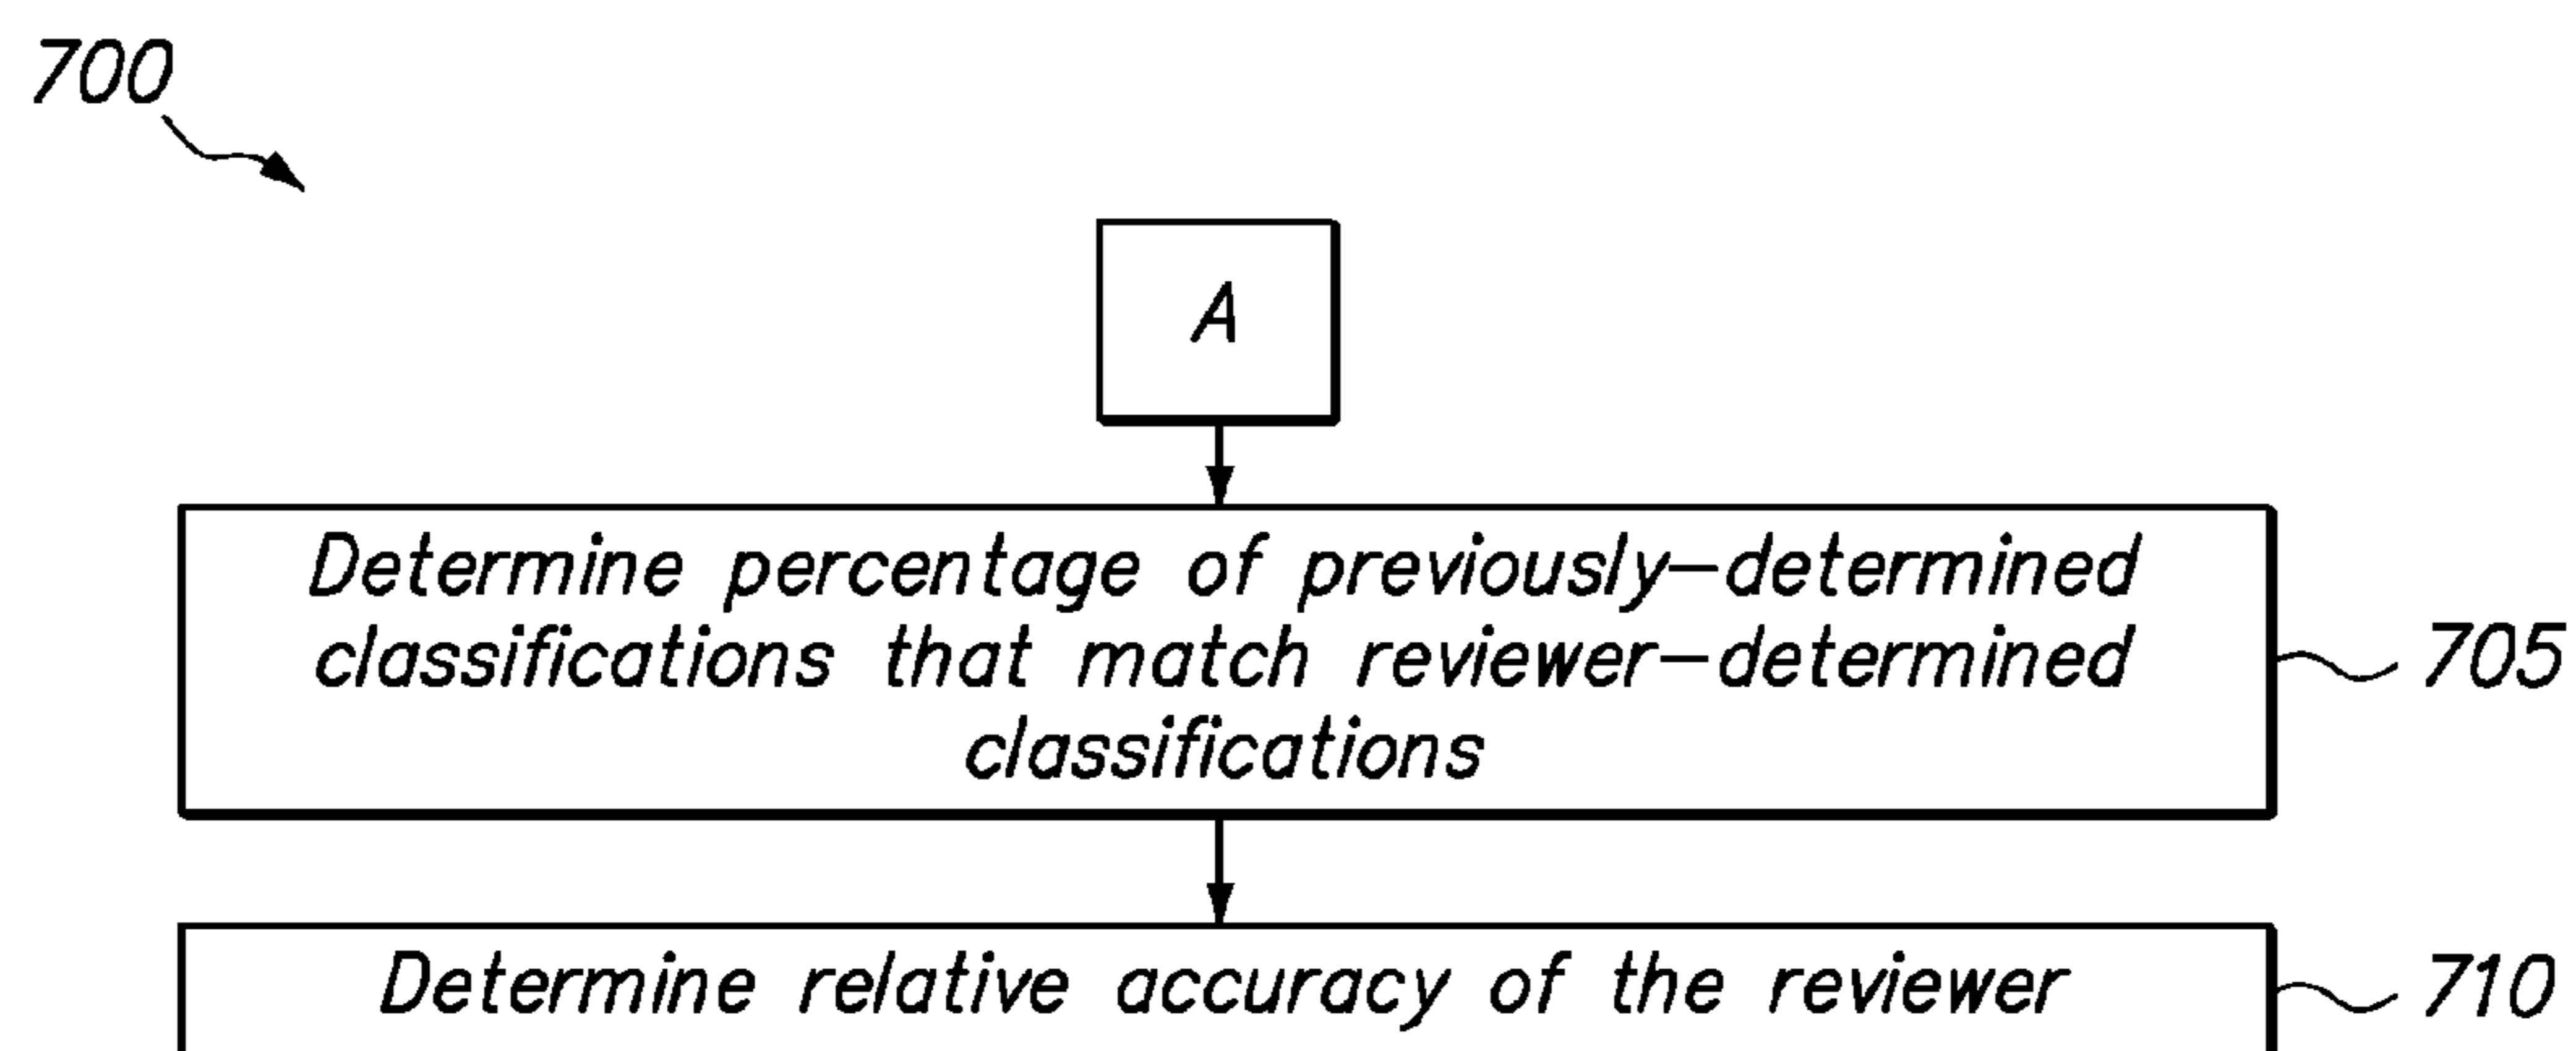 700
A
Determine percentage of previously-determined
classifications that match reviewer-determined
classifications
705
Determine relative accuracy of the reviewer
710